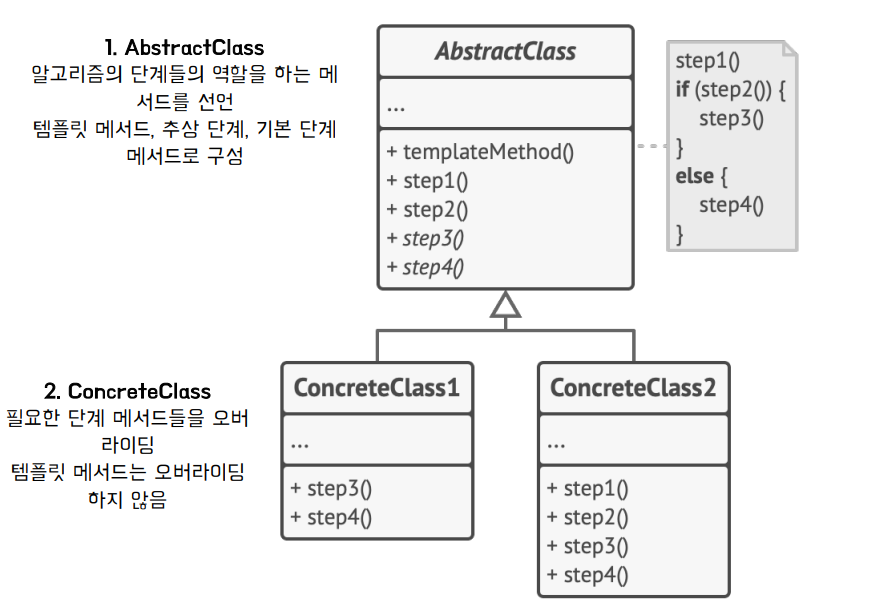 1. AbstractClass
알고리즘의 단계들의 역할을 하는 메
서드를 선언
템플릿 메서드, 추상 단계, 기본 단계
메서드로 구성
AbstractClass
...
+ templateMethod()
+ step1()
+ step2()
+ step3()
+ step4()
step1()
if (step2()) {
step3()
}
else {
step4()
}
2. ConcreteClass
필요한 단계 메서드들을 오버
라이딩
템플릿 메서드는 오버라이딩
하지 않음
ConcreteClass1
...
+ step3()
+ step4()
ConcreteClass2
...
+ step1()
+ step2()
+ step3()
+ step4()